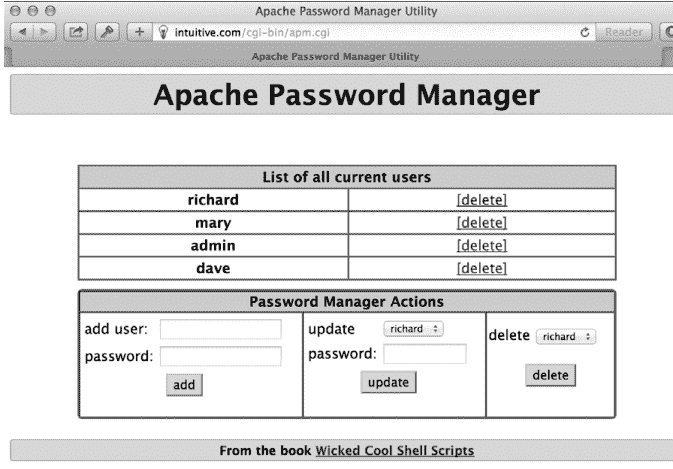 Apache Password Manager Utility
intuitive.com/cgi-bin/apm.cgi
Reader
Apache Password Manager Utility
Apache Password Manager
List of all current users
richard [delete]
mary [delete]
admin [delete]
dave [delete]
Password Manager Actions
add user: update richard delete richard
password: password:
add update delete
From the book Wicked Cool Shell Scripts